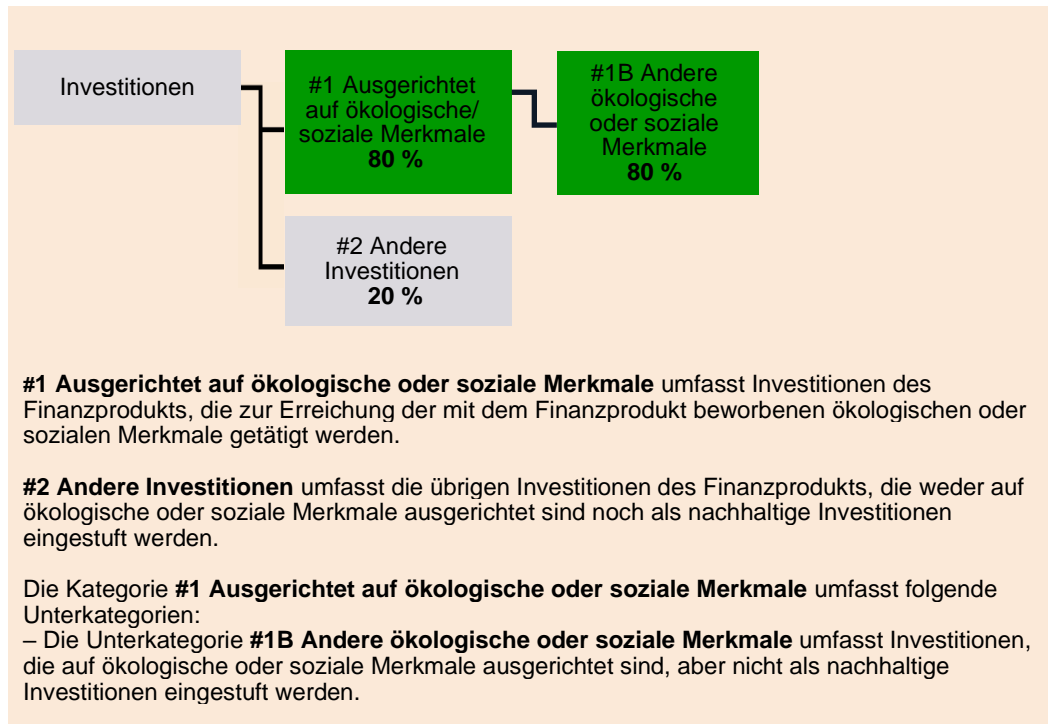 Investitionen
#1 Ausgerichtet
auf ökologische/
soziale Merkmale
80 %
#1B Andere
ökologische
oder soziale
Merkmale
80 %
#2 Andere
Investitionen
20 %
#1 Ausgerichtet auf ökologische oder soziale Merkmale umfasst Investitionen des
Finanzprodukts, die zur Erreichung der mit dem Finanzprodukt beworbenen ökologischen oder
sozialen Merkmale getätigt werden.
#2 Andere Investitionen umfasst die übrigen Investitionen des Finanzprodukts, die weder auf
ökologische oder soziale Merkmale ausgerichtet sind noch als nachhaltige Investitionen
eingestuft werden.
Die Kategorie #1 Ausgerichtet auf ökologische oder soziale Merkmale umfasst folgende
Unterkategorien:
– Die Unterkategorie #1B Andere ökologische oder soziale Merkmale umfasst Investitionen,
die auf ökologische oder soziale Merkmale ausgerichtet sind, aber nicht als nachhaltige
Investitionen eingestuft werden.